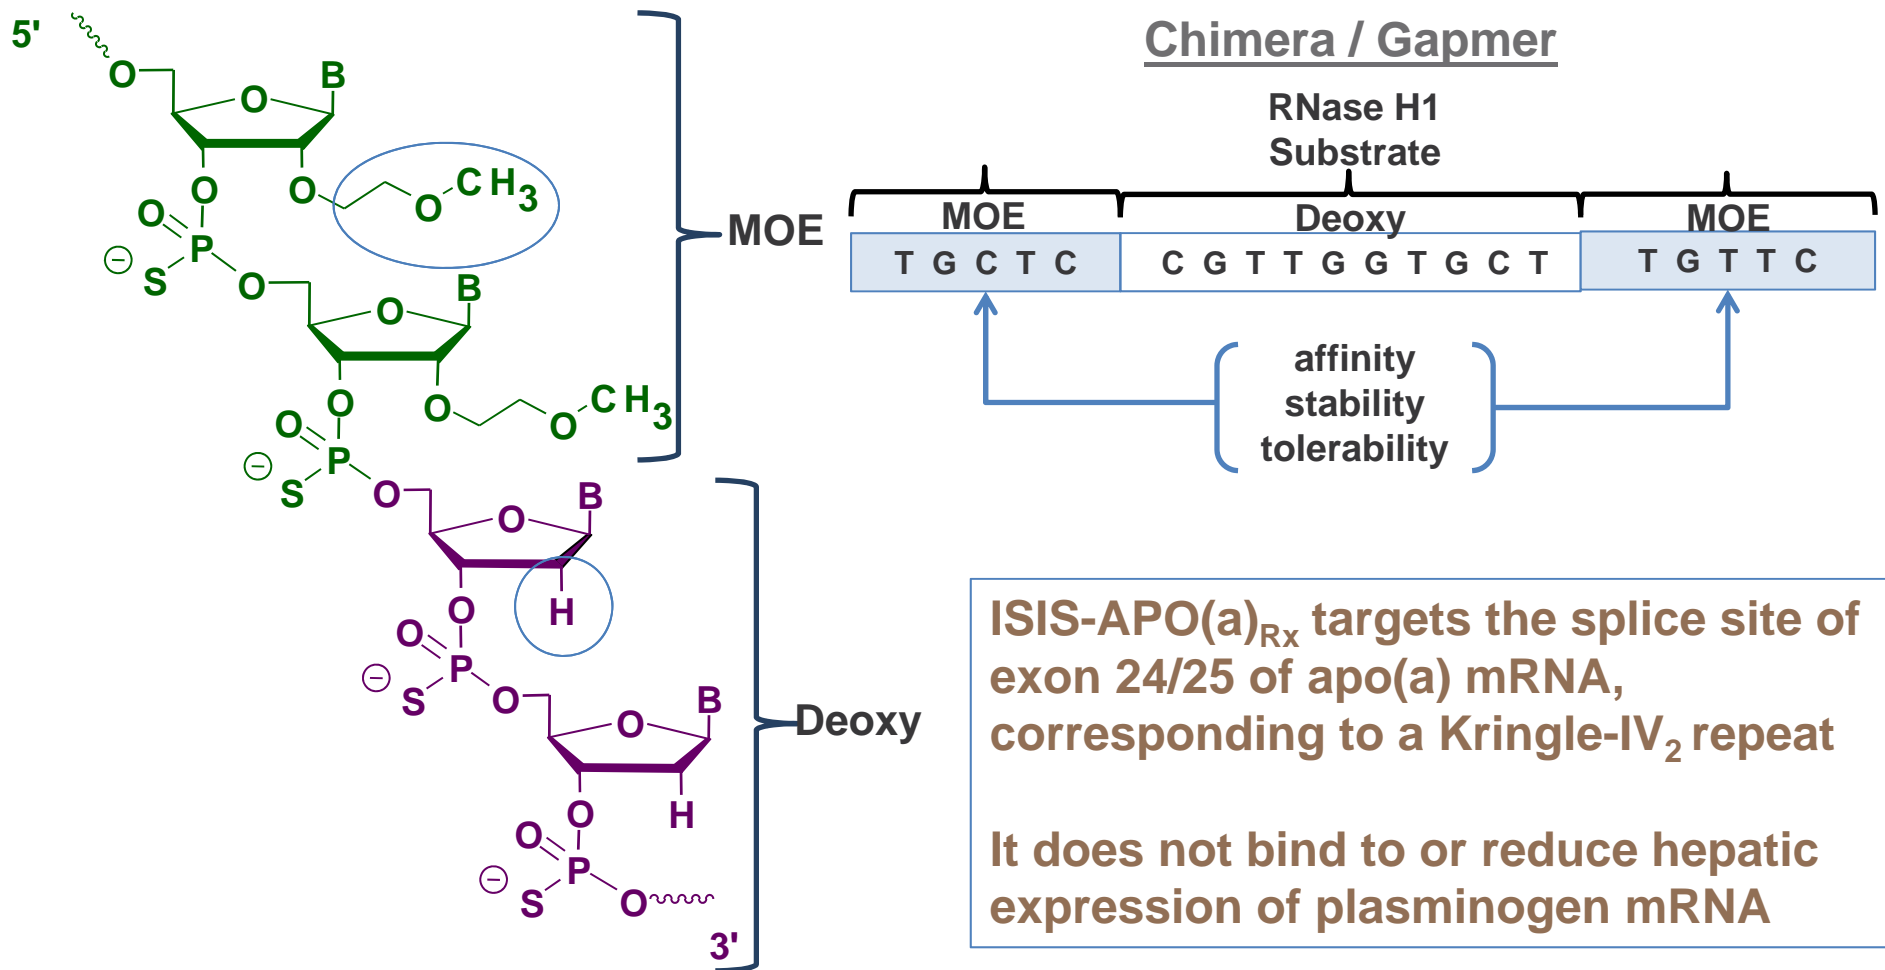 5'
O
B
O
O
O
O
CH3
O
P
⊖
S
O
B
O
O
O
O
CH3
O
P
⊖
S
O
B
O
O
H
O
P
⊖
S
O
B
O
O
H
O
P
⊖
S
O
3'
MOE
Deoxy
Chimera / Gapmer
RNase H1
Substrate
MOE Deoxy MOE
T G C T C C G T T G G T G C T T G T T C
affinity
stability
tolerability
ISIS-APO(a)Rx targets the splice site of
exon 24/25 of apo(a) mRNA,
corresponding to a Kringle-IV2 repeat
It does not bind to or reduce hepatic
expression of plasminogen mRNA